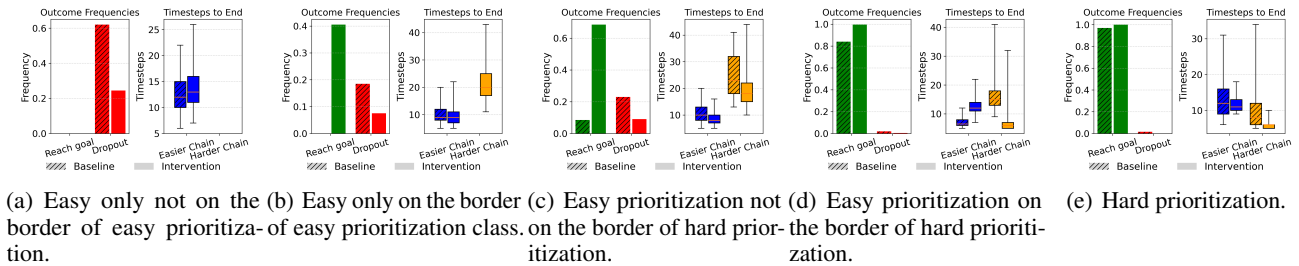 Outcome Frequencies Timesteps to End
Frequency
0.6
0.4
0.2
0.0
Reach goal Dropout
Timesteps
25
20
15
10
5
Easier Chain Harder Chain
Baseline Intervention
Outcome Frequencies Timesteps to End
Frequency
0.4
0.3
0.2
0.1
0.0
Reach goal Dropout
Timesteps
40
30
20
10
Easier Chain Harder Chain
Baseline Intervention
Outcome Frequencies Timesteps to End
Frequency
0.6
0.4
0.2
0.0
Reach goal Dropout
Timesteps
40
30
20
10
Easier Chain Harder Chain
Baseline Intervention
Outcome Frequencies Timesteps to End
Frequency
1.0
0.8
0.6
0.4
0.2
0.0
Reach goal Dropout
Timesteps
40
30
20
10
Easier Chain Harder Chain
Baseline Intervention
Outcome Frequencies Timesteps to End
Frequency
1.0
0.8
0.6
0.4
0.2
0.0
Reach goal Dropout
Timesteps
30
20
10
Easier Chain Harder Chain
Baseline Intervention
(a) Easy only not on the
border of easy prioritiza-
tion.
(b) Easy only on the border
of easy prioritization class.
(c) Easy prioritization not
on the border of hard prior-
itization.
(d) Easy prioritization on
the border of hard prioriti-
zation.
(e) Hard prioritization.